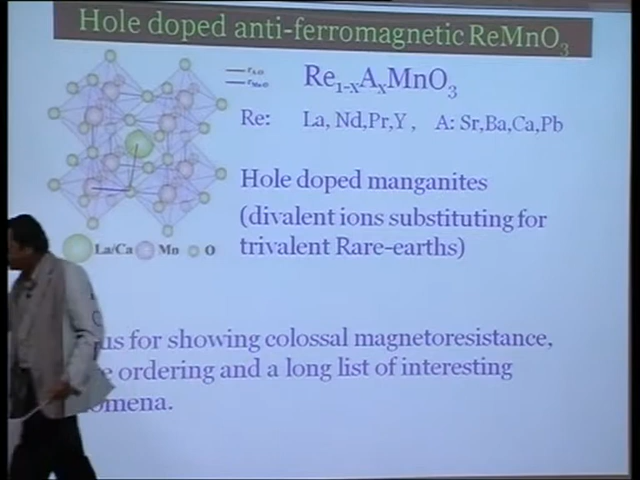 Hole doped anti-ferromagnetic ReMnO3
Re1-xAxMnO3
Re: La, Nd,Pr,Y , A: Sr,Ba,Ca,Pb
Hole doped manganites
(divalent ions substituting for
trivalent Rare-earths)
La/Ca Mn O
for showing colossal magnetoresistance,
ordering and a long list of interesting